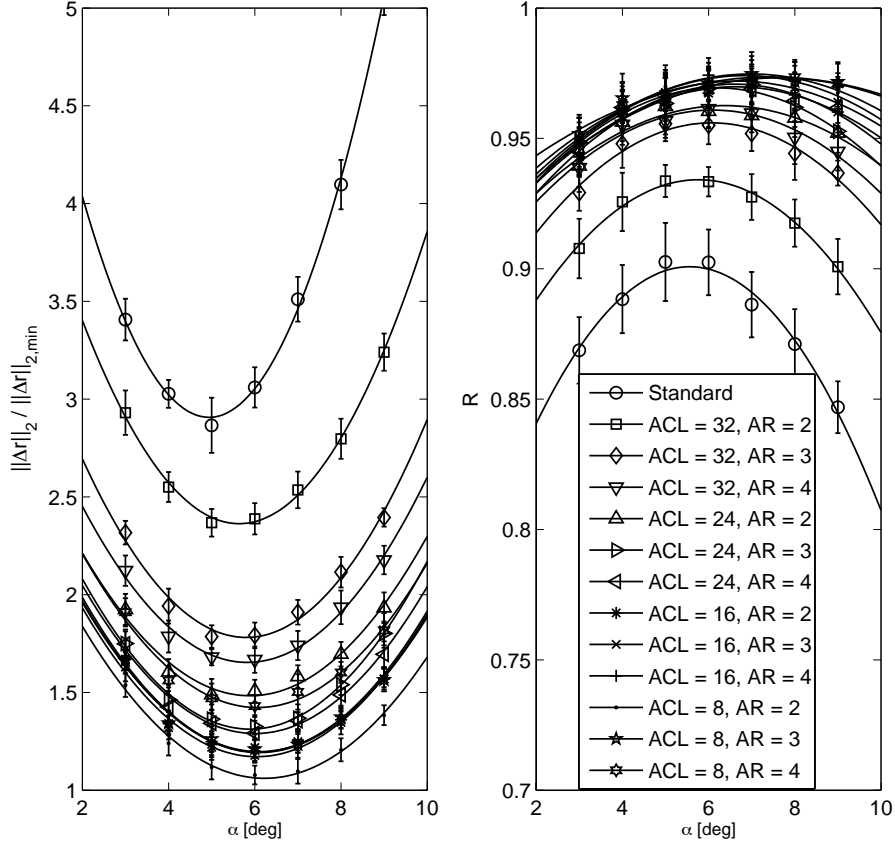 5
4.5
4
3.5
3
2.5
2
1.5
1
2 4 6 8 10
α [deg]
||Δr||2 / ||Δr||2,min
1
0.95
0.9
0.85
0.8
0.75
0.7
2 4 6 8 10
α [deg]
R
Standard
ACL = 32, AR = 2
ACL = 32, AR = 3
ACL = 32, AR = 4
ACL = 24, AR = 2
ACL = 24, AR = 3
ACL = 24, AR = 4
ACL = 16, AR = 2
ACL = 16, AR = 3
ACL = 16, AR = 4
ACL = 8, AR = 2
ACL = 8, AR = 3
ACL = 8, AR = 4